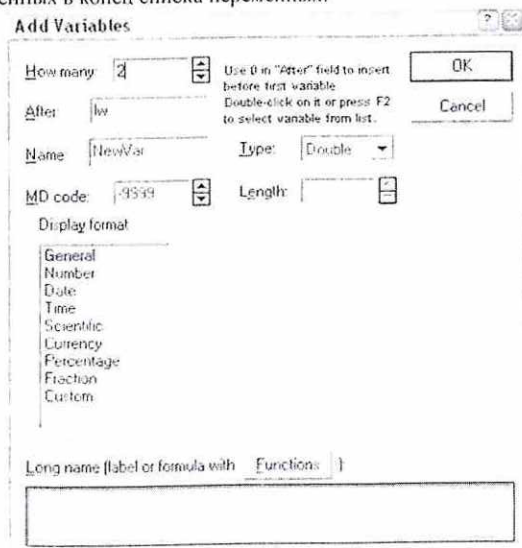 в конец списка переменных.
Add Variables ?
How many: 2
Use 0 in "After" field to insert
before first variable
Double-click on it or press F2
to select variable from list.
OK
After: lw
Cancel
Name NewVar
Type: Double
MD code: -9999
Length:
Display format
General
Number
Date
Time
Scientific
Currency
Percentage
Fraction
Custom
Long name (label or formula with Functions ):